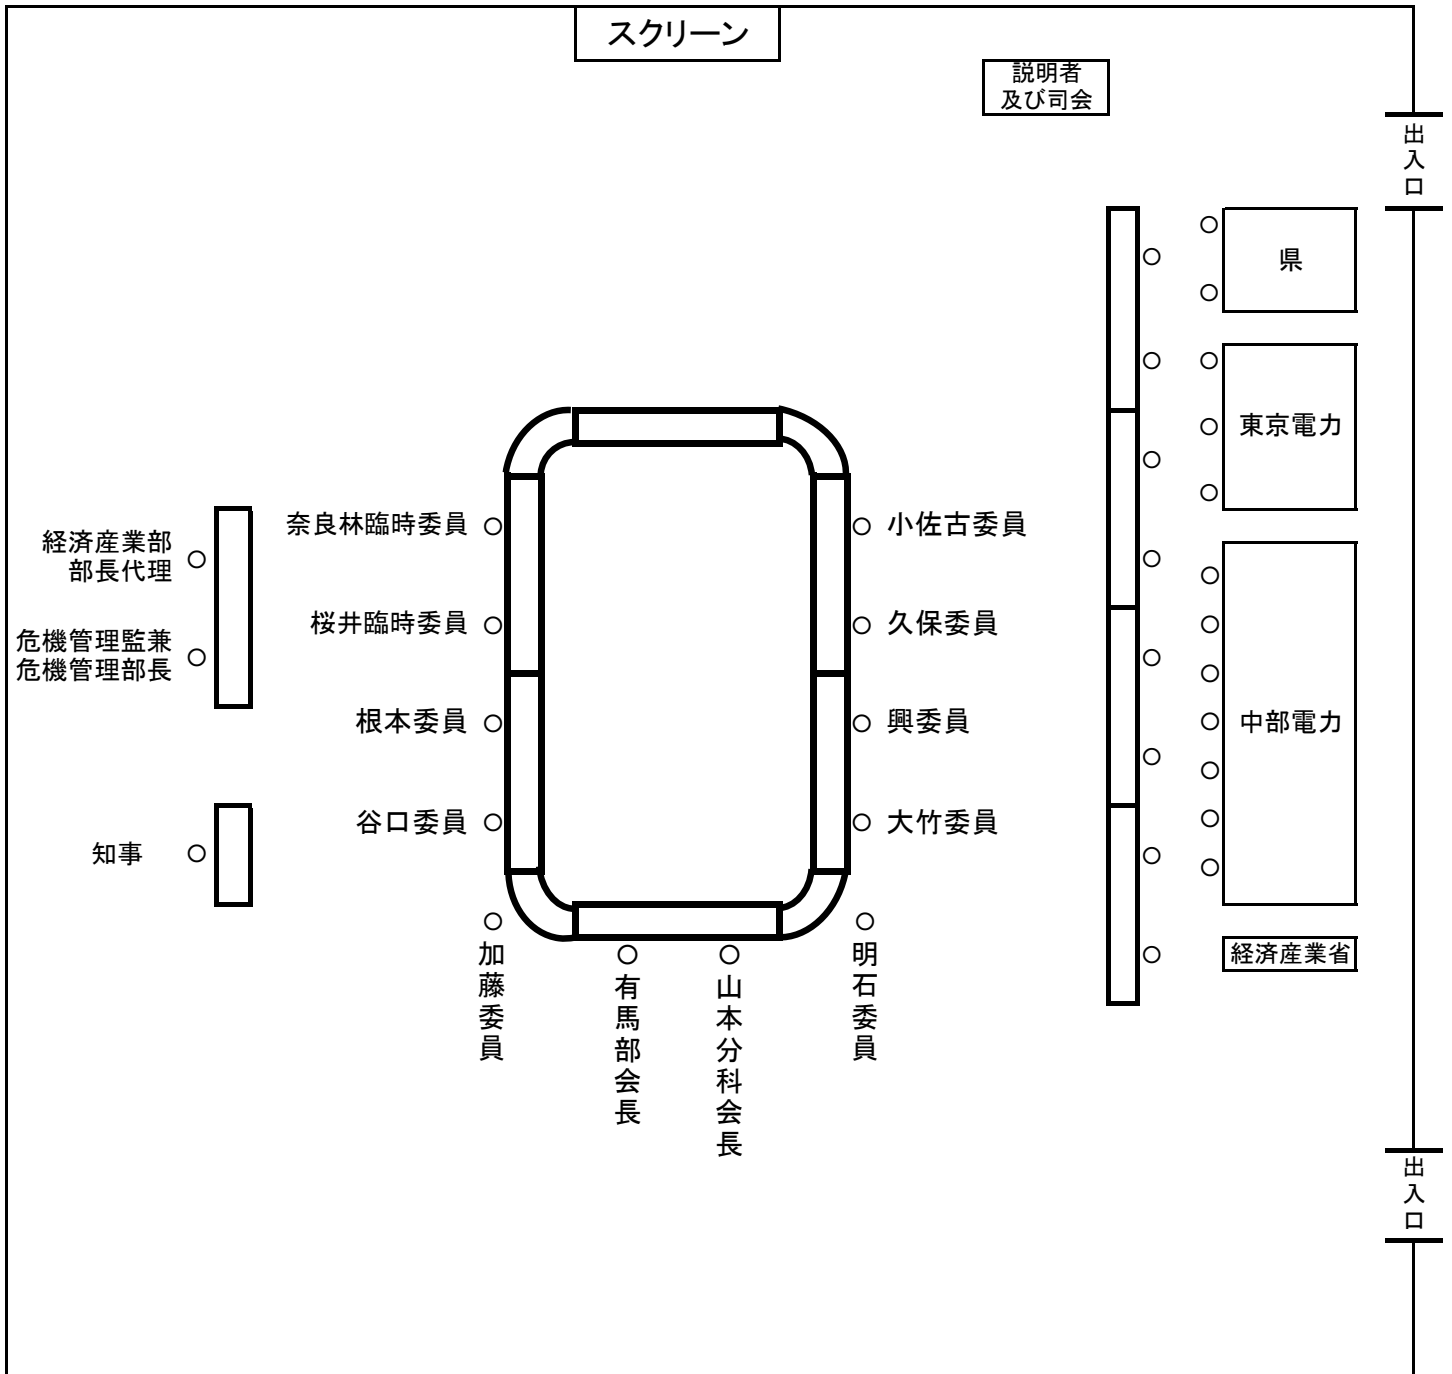 スクリーン
説明者
及び司会
出入口
県
東京電力
中部電力
経済産業省
経済産業部
部長代理
危機管理監兼
危機管理部長
知事
奈良林臨時委員
桜井臨時委員
根本委員
谷口委員
小佐古委員
久保委員
興委員
大竹委員
加藤委員
有馬部会長
山本分科会長
明石委員
出入口